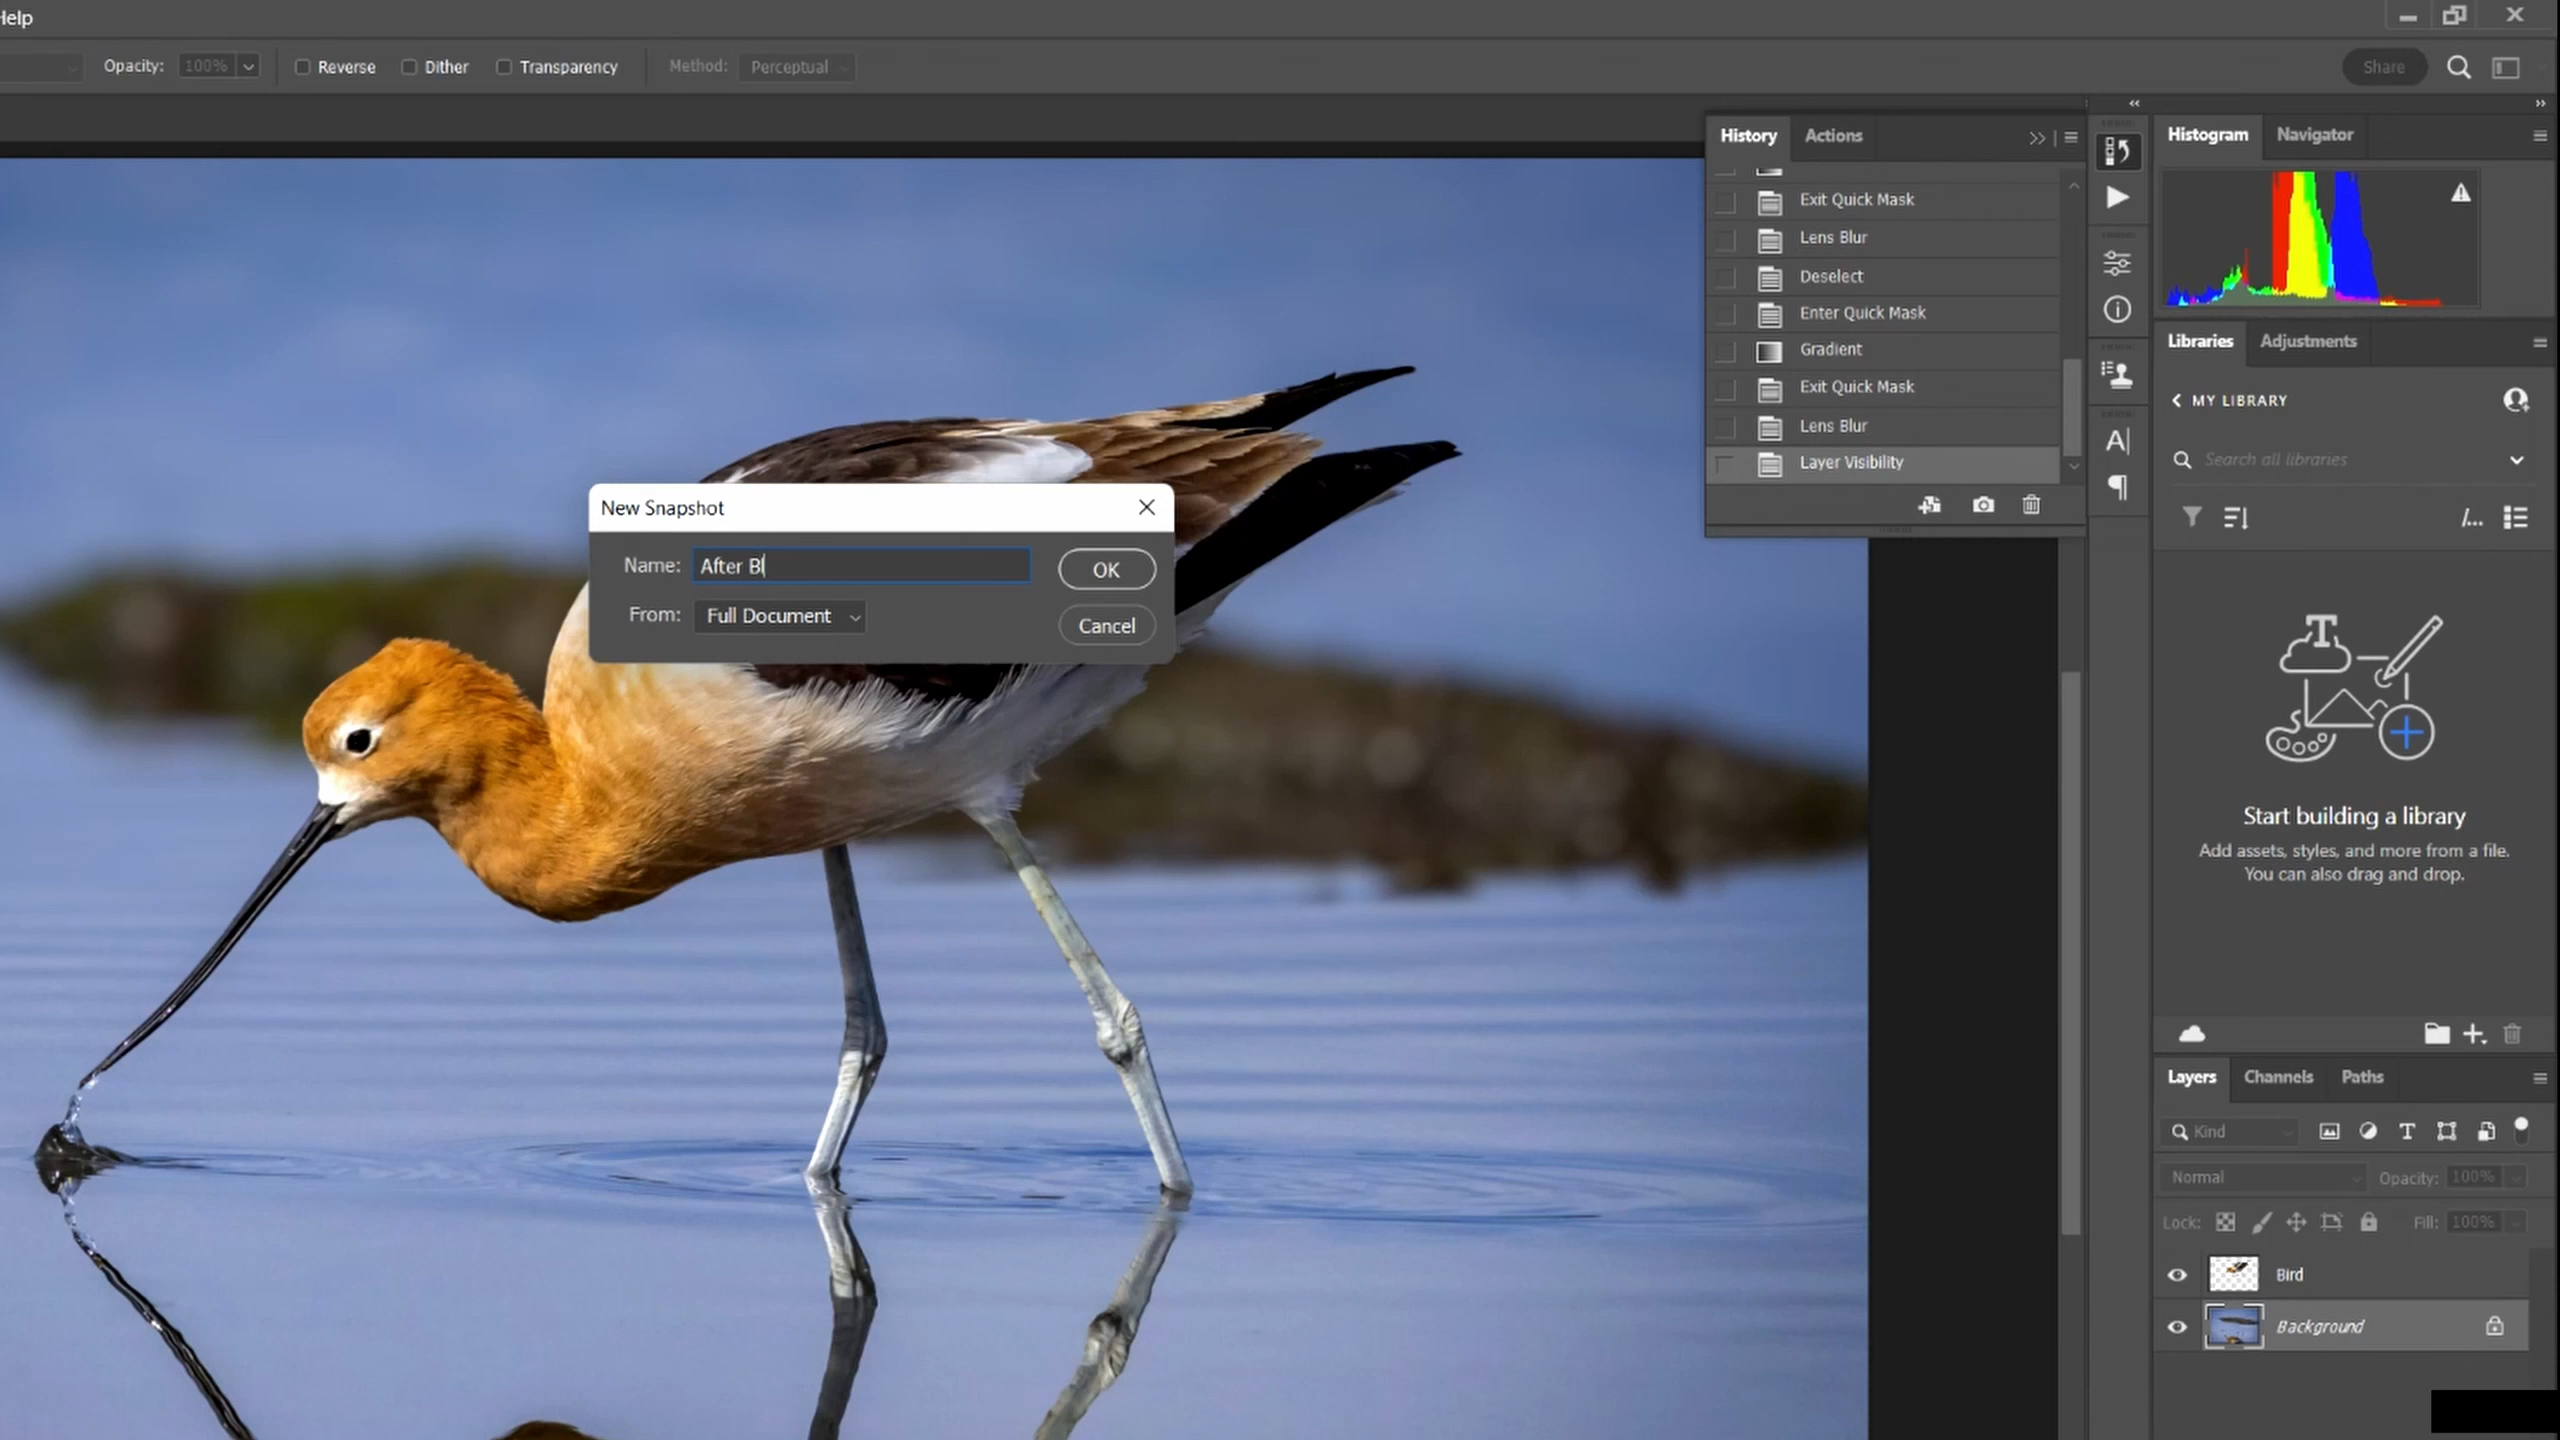 Help
Opacity: 100% Reverse Dither Transparency Method: Perceptual Share
History Actions
Exit Quick Mask
Lens Blur
Deselect
Enter Quick Mask
Gradient
Exit Quick Mask
Lens Blur
Layer Visibility
New Snapshot
Name: After Bl
OK
From: Full Document
Cancel
Histogram Navigator
Libraries Adjustments
MY LIBRARY
Search all libraries
/...
Start building a library
Add assets, styles, and more from a file.
You can also drag and drop.
Layers Channels Paths
Kind
Normal Opacity: 100%
Lock: Fill: 100%
Bird
Background